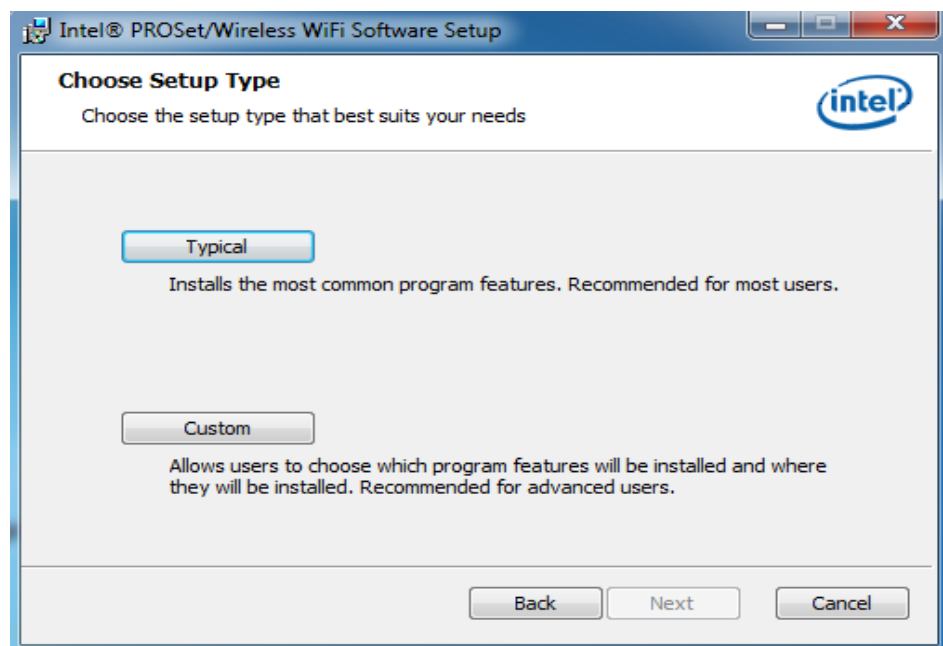 Intel® PROSet/Wireless WiFi Software Setup
Choose Setup Type
Choose the setup type that best suits your needs
intel
Typical
Installs the most common program features. Recommended for most users.
Custom
Allows users to choose which program features will be installed and where
they will be installed. Recommended for advanced users.
Back Next Cancel